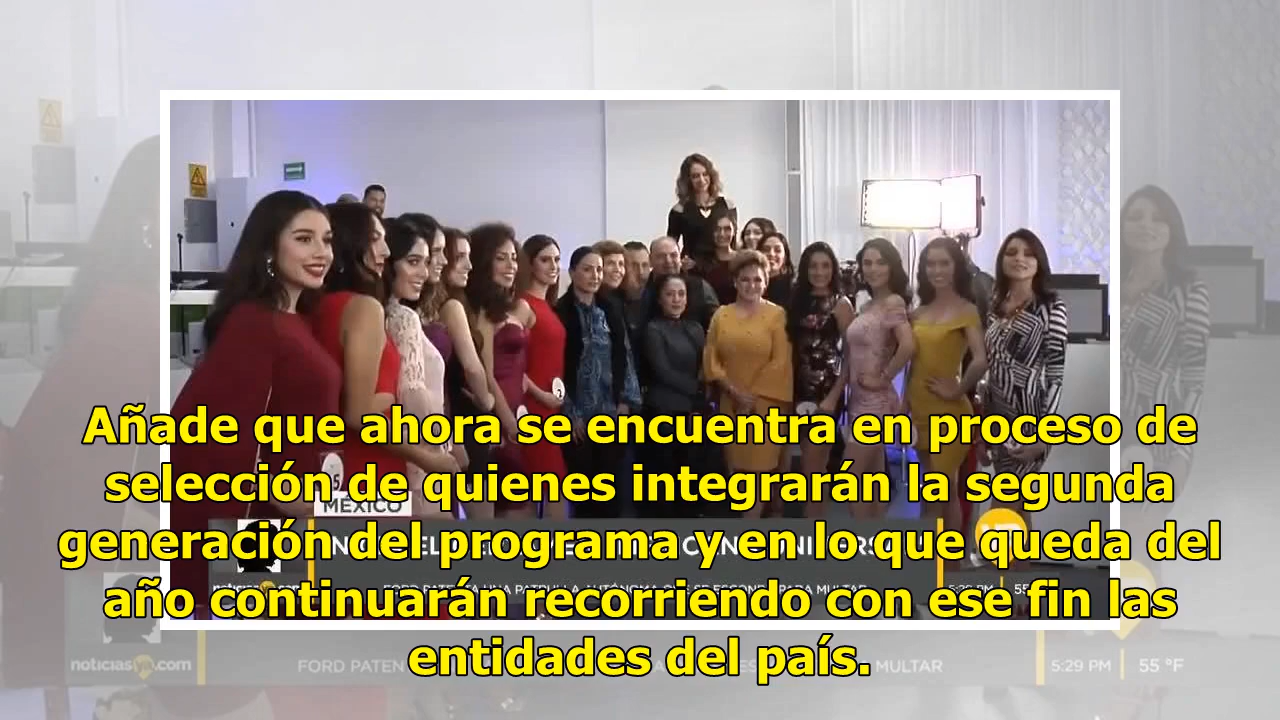 Añade que ahora se encuentra en proceso de
selección de quienes integrarán la segunda
generación del programa y en lo que queda del
año continuarán recorriendo con ese fin las
entidades del país.
MÉXICO
noticiasya.com
FORD PATEN
MULTAR
5:29 PM
55 °F